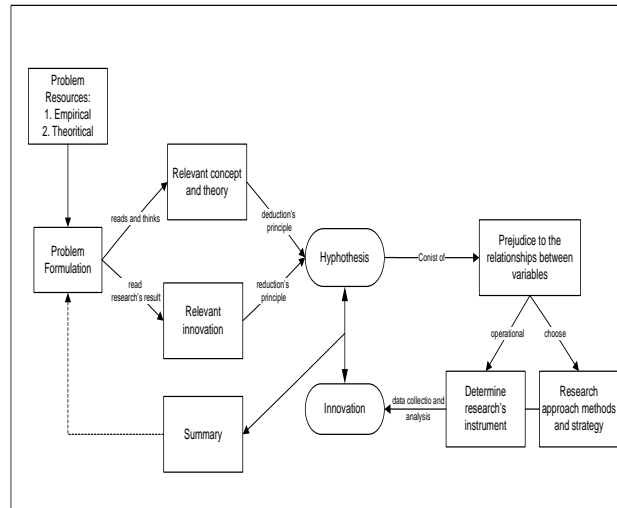 Problem
Resources:
1. Empirical
2. Theoritical
Relevant concept
and theory
reads and thinks
deduction's
principle
Problem
Formulation
Hyphothesis
Conist of
Prejudice to the
relationships between
variables
read
research's result
reduction's
principle
Relevant
innovation
operational
choose
Summary
Innovation
data collectio and
analysis
Determine
research's
instrument
Research
approach methods
and strategy